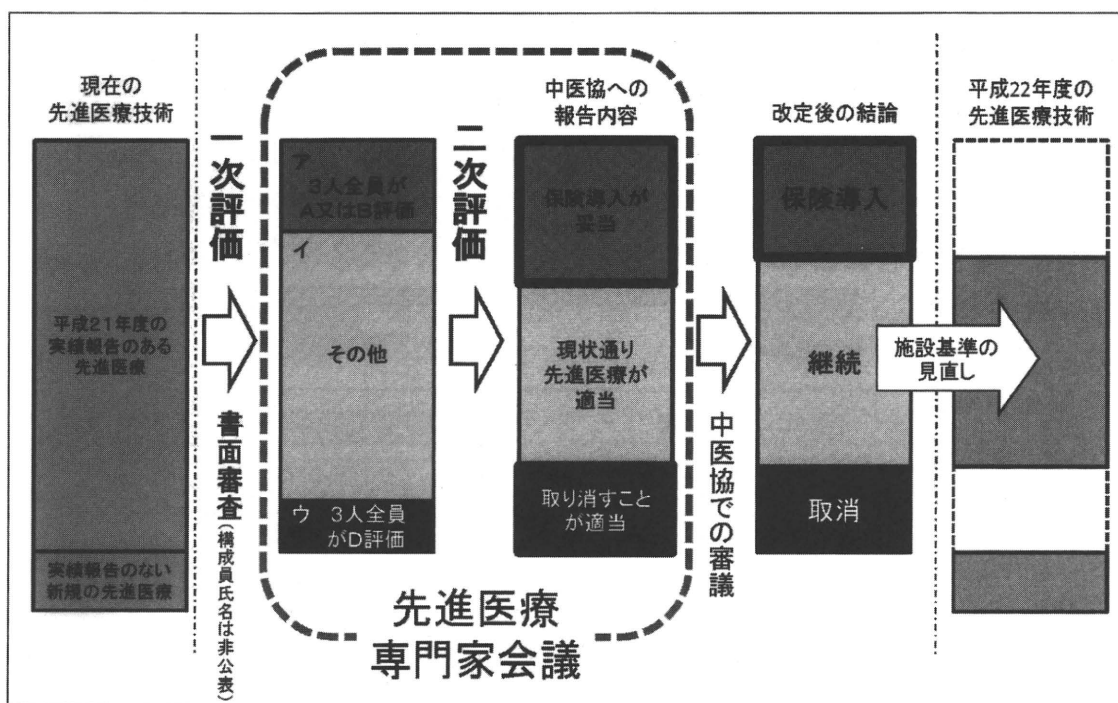 現在の
先進医療技術
平成21年度の
実績報告のある
先進医療
実績報告のない
新規の先進医療
一次評価
書面審査(構成員氏名は非公表)
ア
3人全員が
A又はB評価
イ
その他
ウ 3人全員
がD評価
二次評価
中医協への
報告内容
保険導入が
妥当
現状通り
先進医療が
適当
取り消すこと
が適当
先進医療
専門家会議
中医協での審議
改定後の結論
保険導入
継続
取消
施設基準の
見直し
平成22年度の
先進医療技術